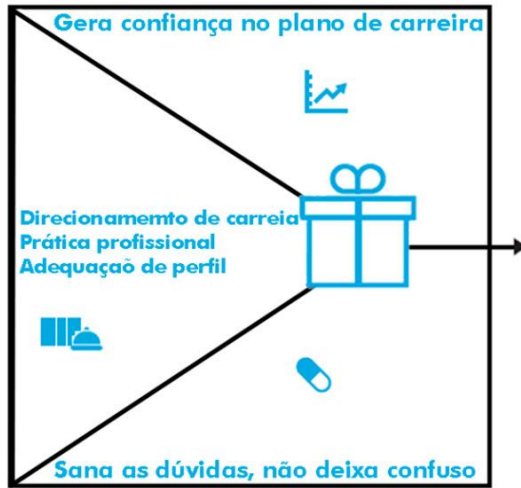 Gera confiança no plano de carreira
Direcionamemto de carreia
Prática profissional
Adequaçaõ de perfil
Sana as dúvidas, não deixa confuso